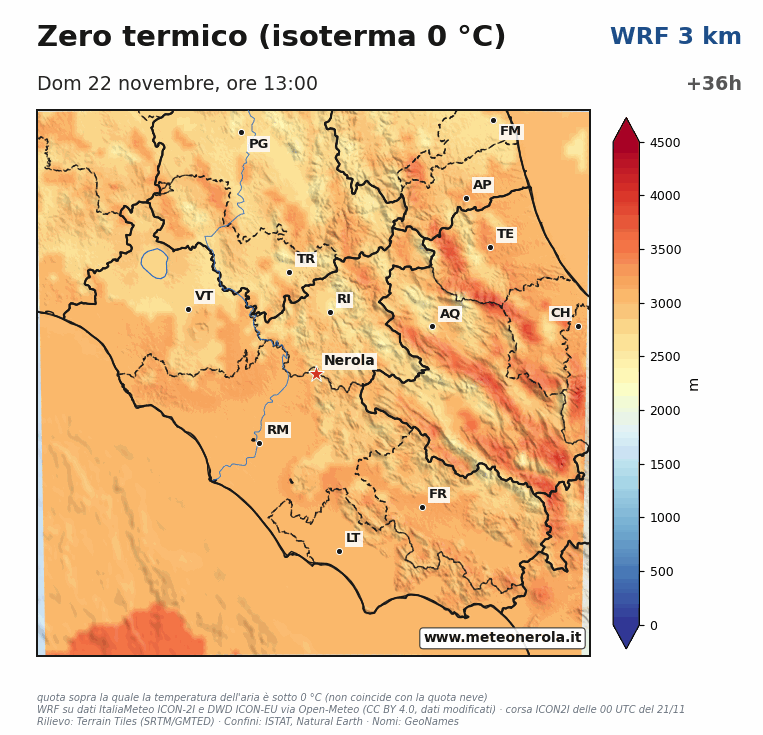 Zero termico (isoterma 0 °C)
WRF 3 km
Dom 22 novembre, ore 13:00
+36h
FM
PG
AP
TE
TR
VT
RI
AQ
CH
Nerola
RM
FR
LT
www.meteonerola.it
4500
4000
3500
3000
2500
2000
1500
1000
500
0
m
quota sopra la quale la temperatura dell'aria è sotto 0 °C (non coincide con la quota neve)
WRF su dati ItaliaMeteo ICON-2I e DWD ICON-EU via Open-Meteo (CC BY 4.0, dati modificati) · corsa ICON2I delle 00 UTC del 21/11
Rilievo: Terrain Tiles (SRTM/GMTED) · Confini: ISTAT, Natural Earth · Nomi: GeoNames